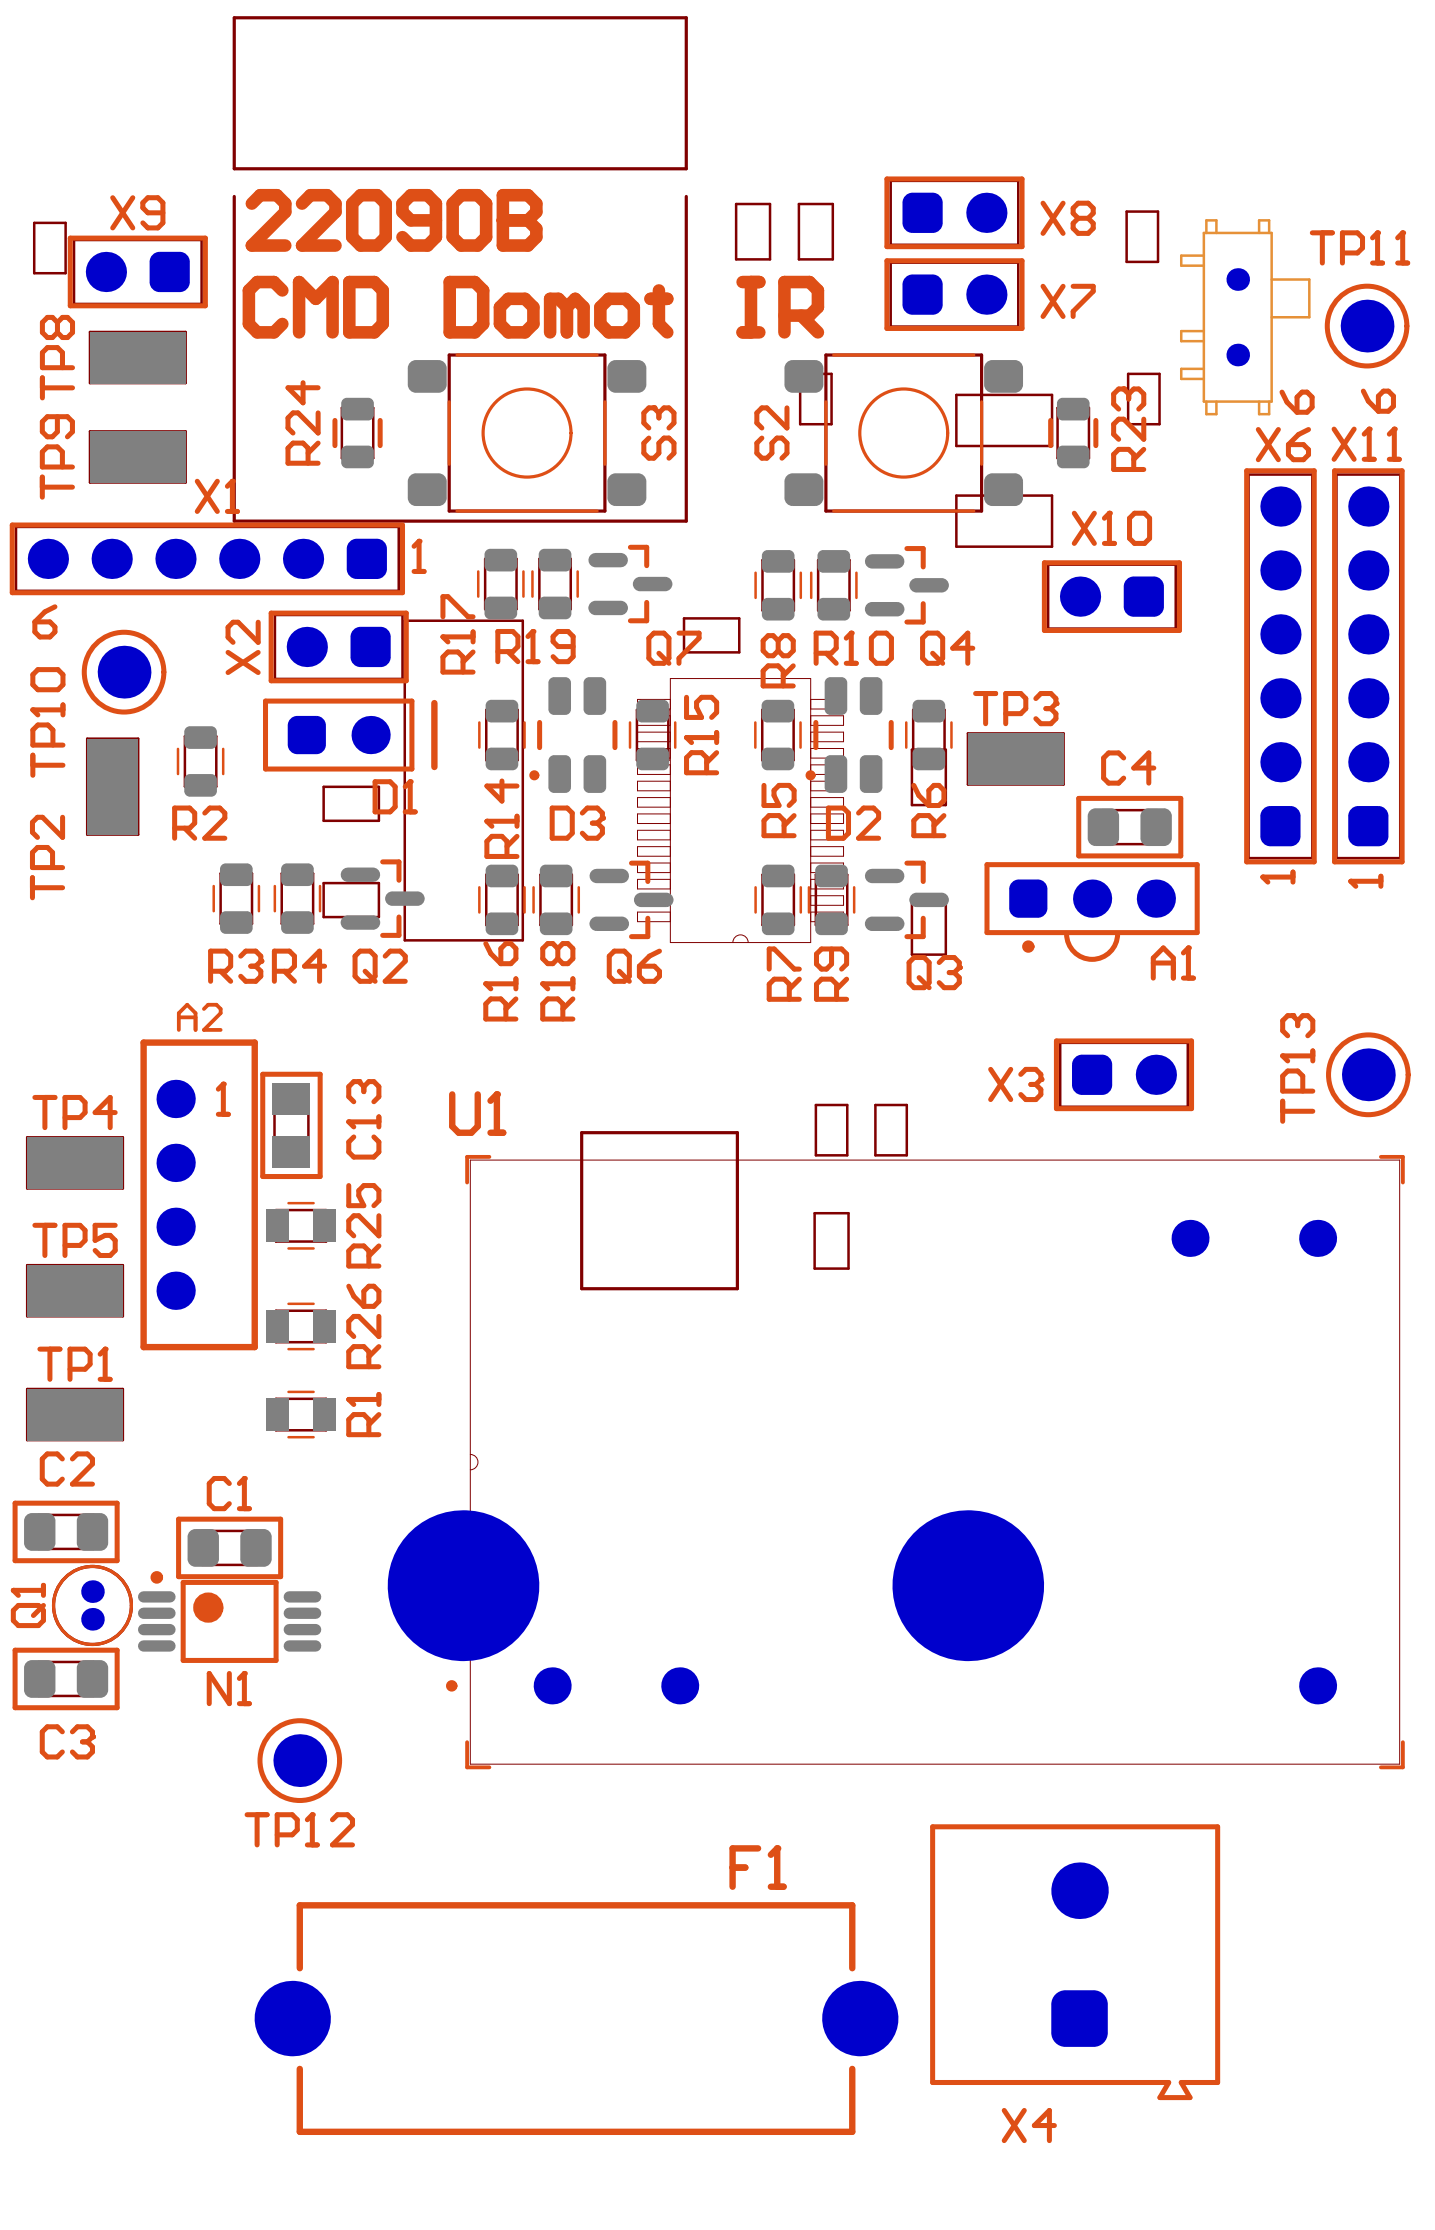 22090B
CMD Domot IR
X9
X8
X7
TP11
TP8
TP9
R24
S3
S2
R23
X6
6
X11
6
X1
1
6
X10
X2
R17
R19
Q7
R8
R10
Q4
TP10
TP2
R2
D1
R14
D3
R15
R5
D2
R6
TP3
C4
1
1
R3
R4
Q2
R16
R18
Q6
R7
R9
Q3
A1
A2
1
C13
X3
TP13
TP4
U1
TP5
R25
R26
TP1
R1
C2
C1
Q1
N1
C3
TP12
F1
X4